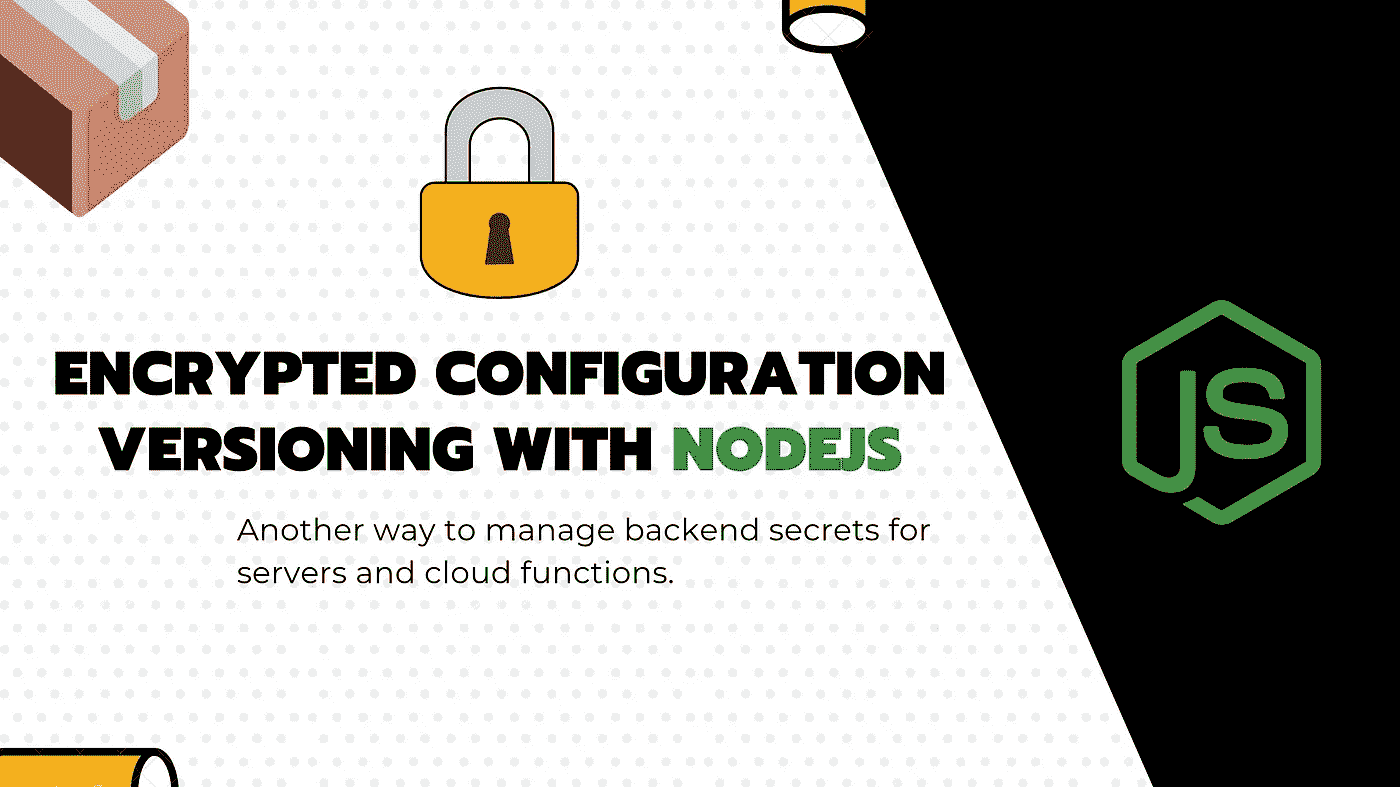 ENCRYPTED CONFIGURATION
VERSIONING WITH NODEJS
Another way to manage backend secrets for
servers and cloud functions.
JS